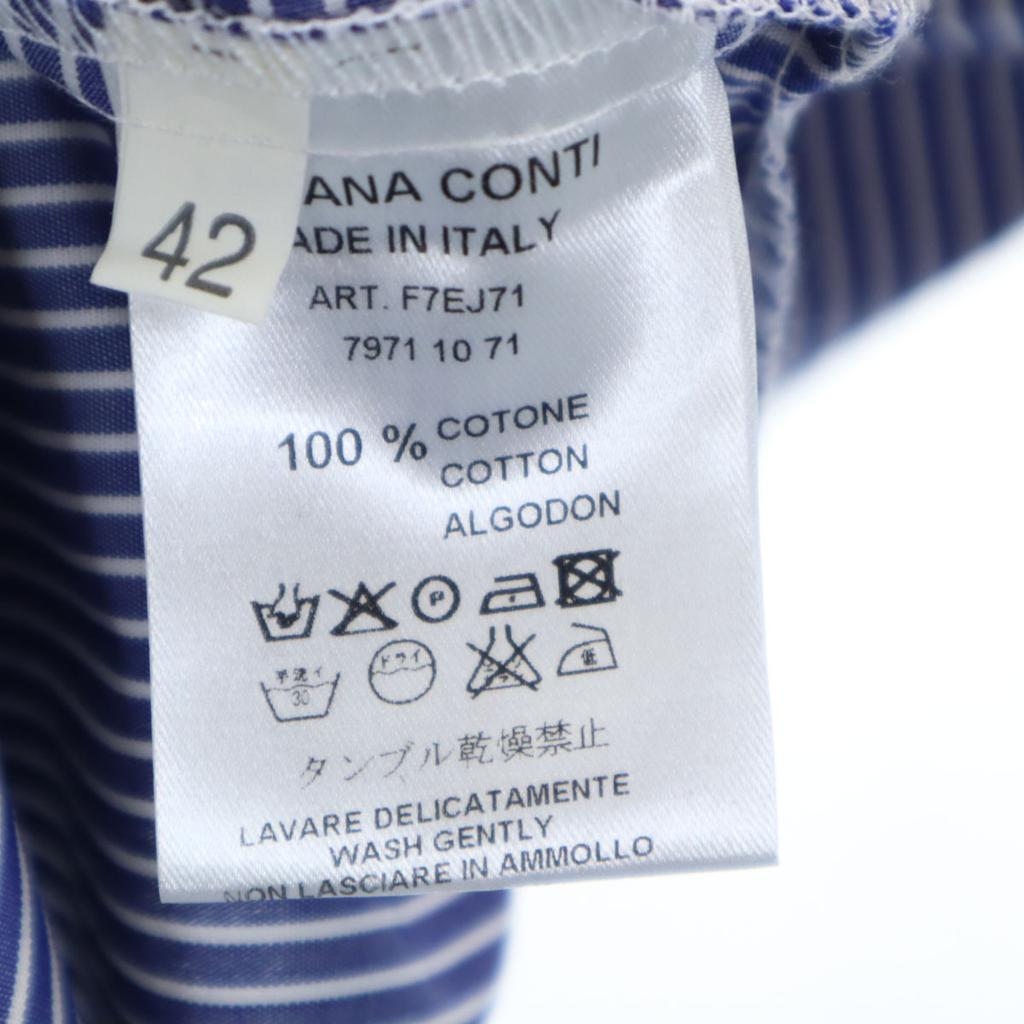 42
ANA CONTI
ADE IN ITALY
ART. F7EJ71
7971 10 71
100 % COTONE
COTTON
ALGODON
P
手洗イ
30
ドライ
低
タンブル乾燥禁止
LAVARE DELICATAMENTE
WASH GENTLY
NON LASCIARE IN AMMOLLO